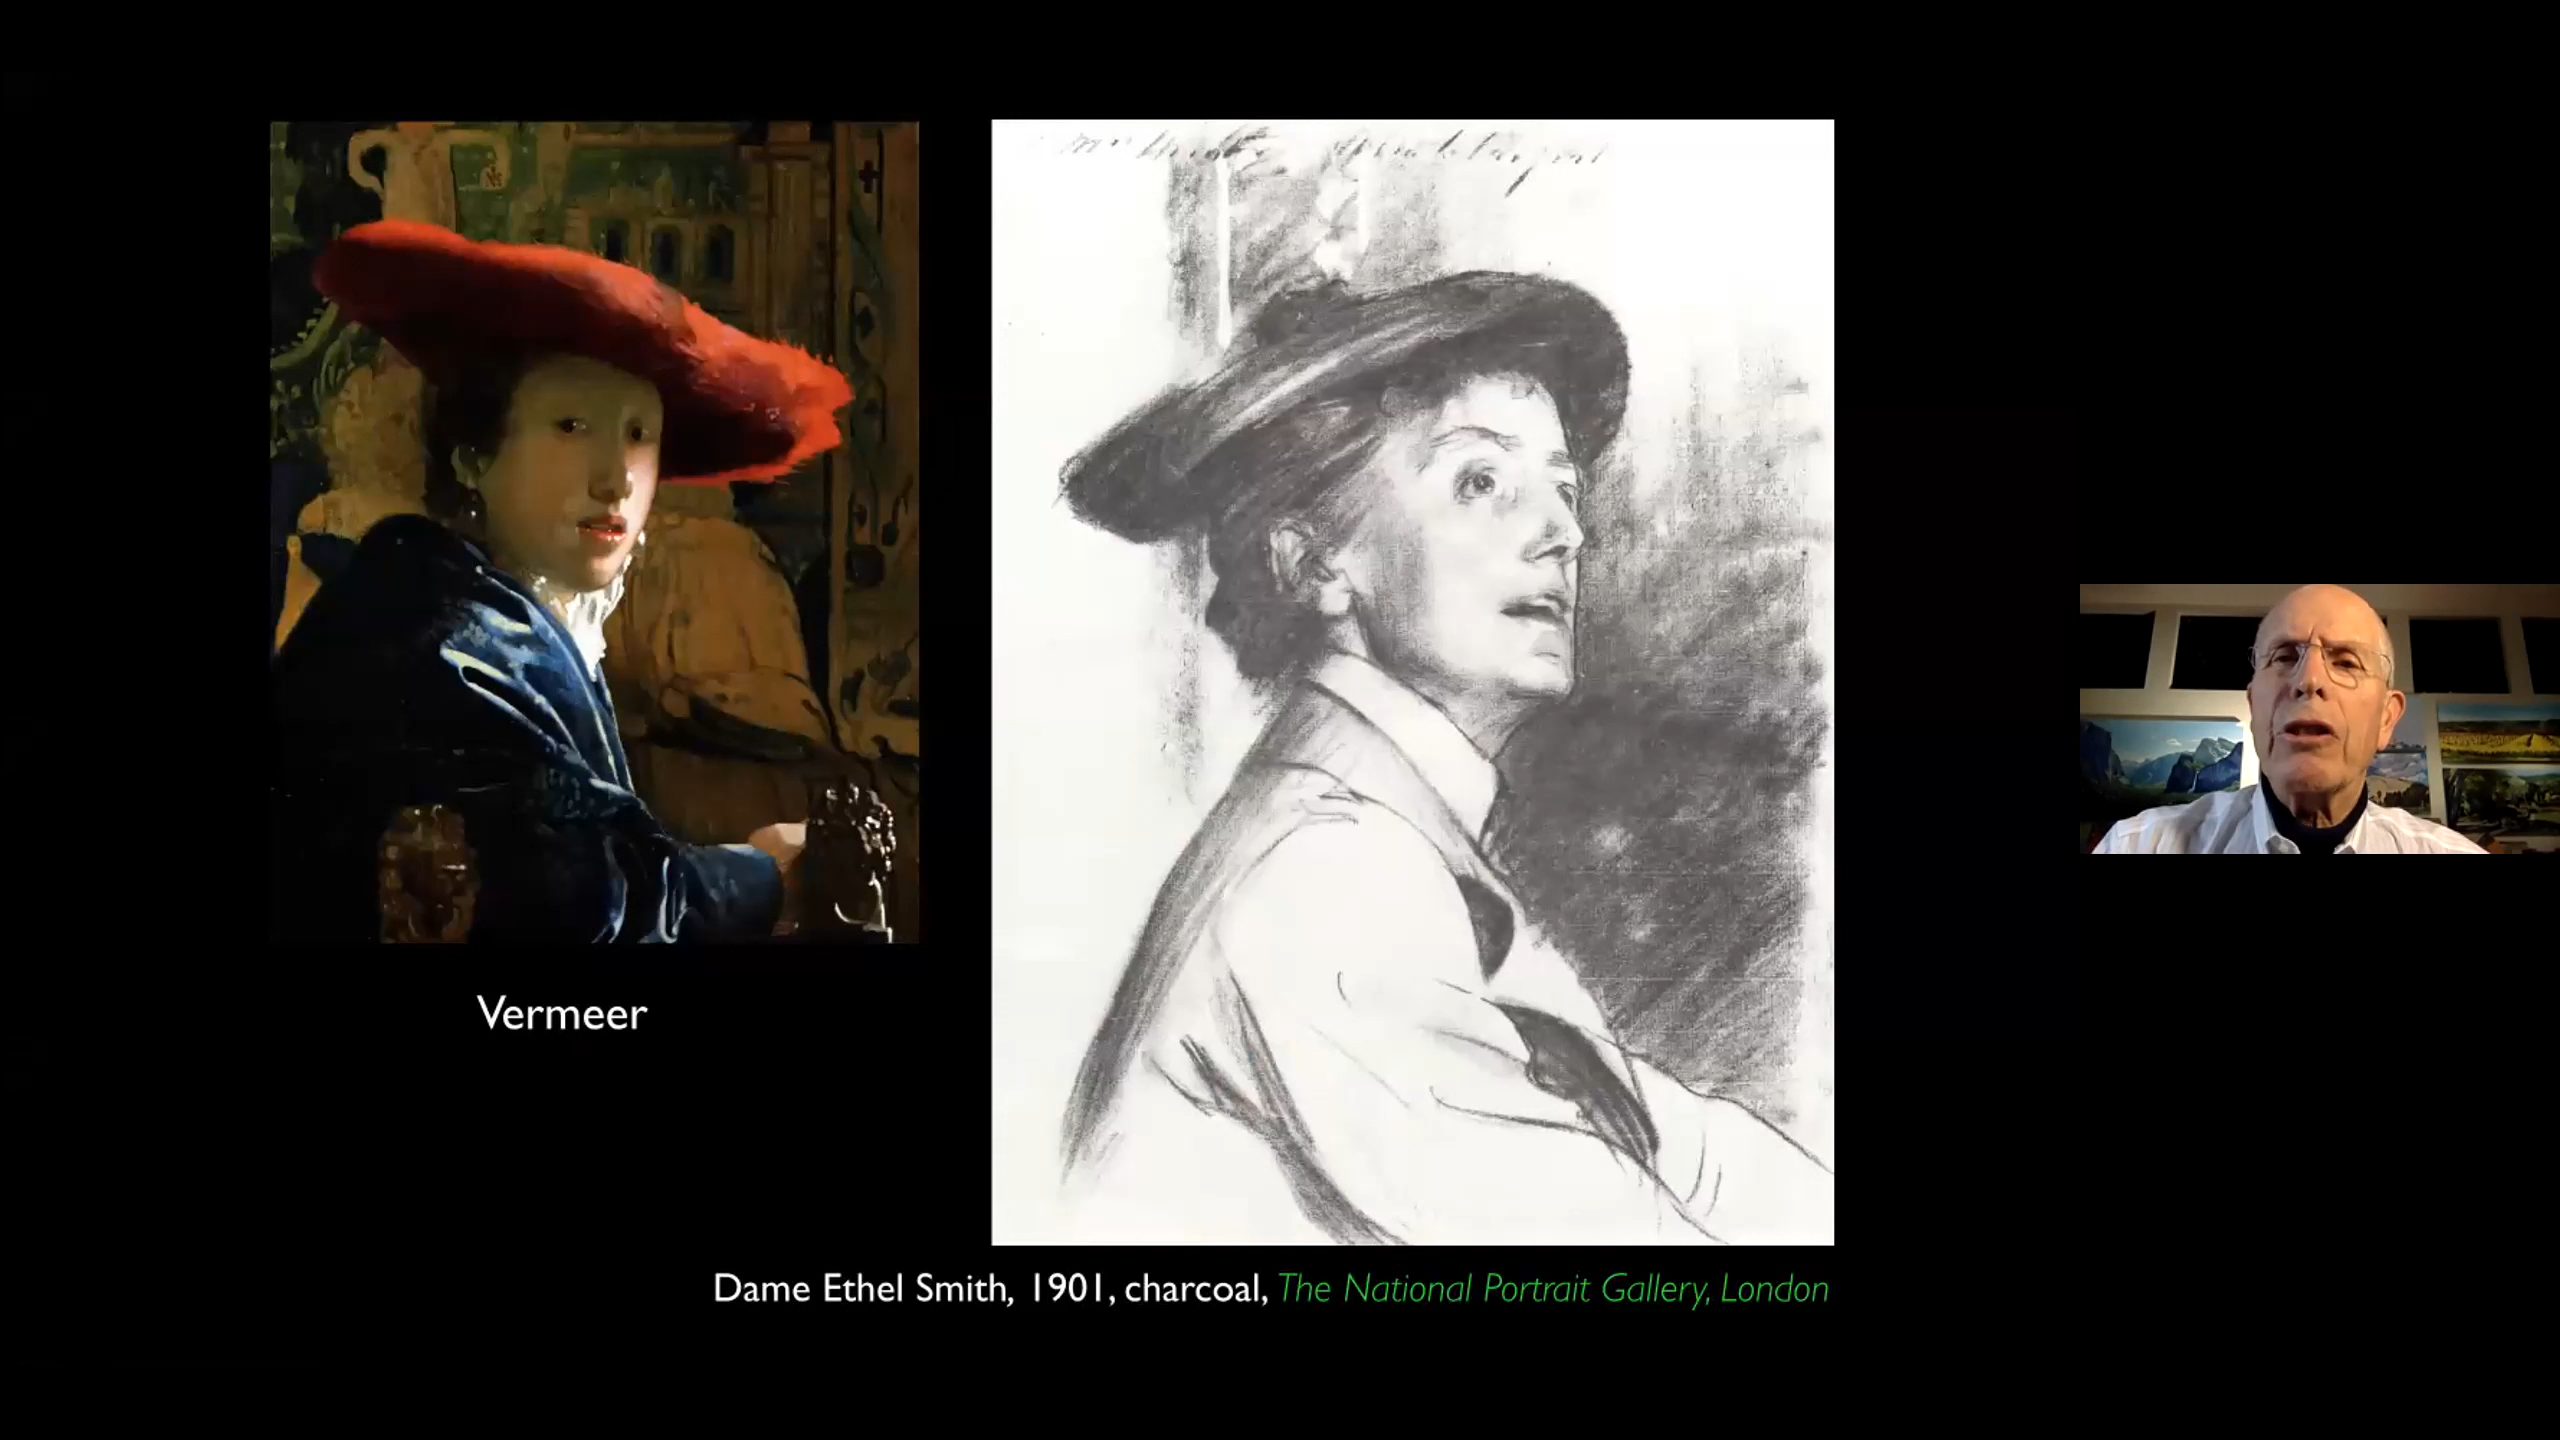 Vermeer
Dame Ethel Smith, 1901, charcoal, The National Portrait Gallery, London